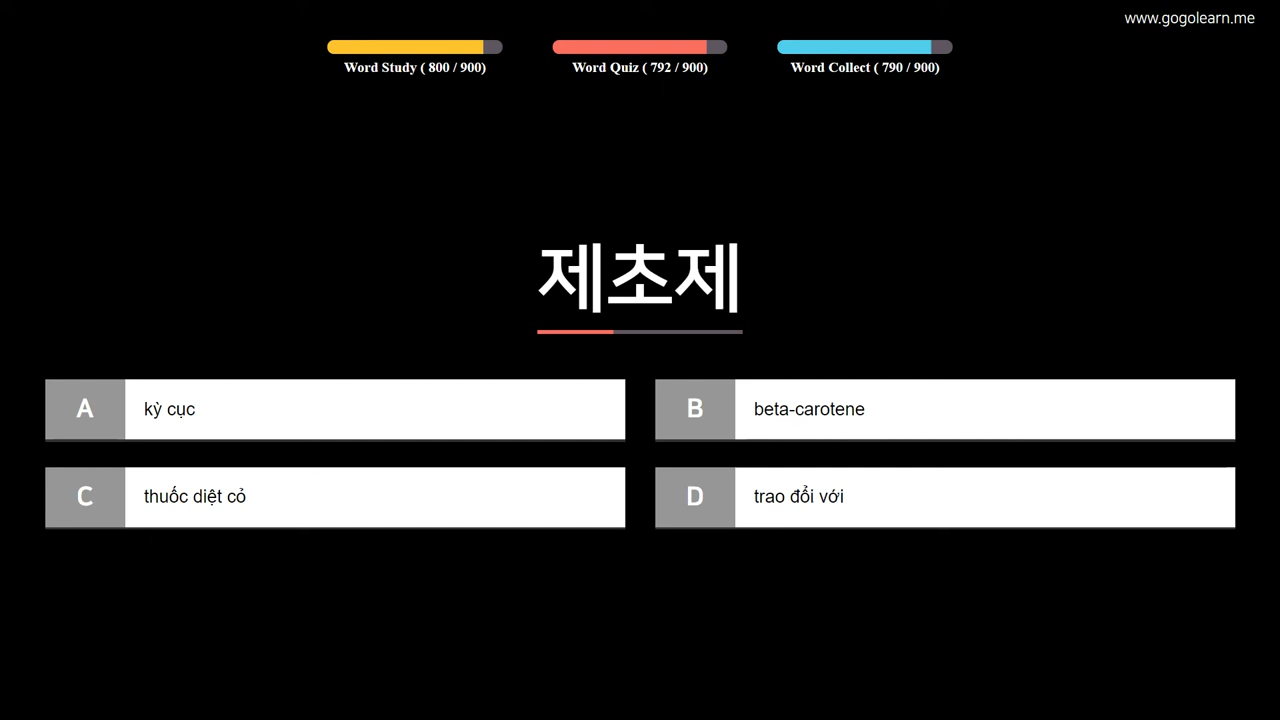 www.gogolearn.me
Word Study ( 800 / 900)
Word Quiz ( 792 / 900)
Word Collect ( 790 / 900)
제초제
A kỳ cục
B beta-carotene
C thuốc diệt cỏ
D trao đổi với